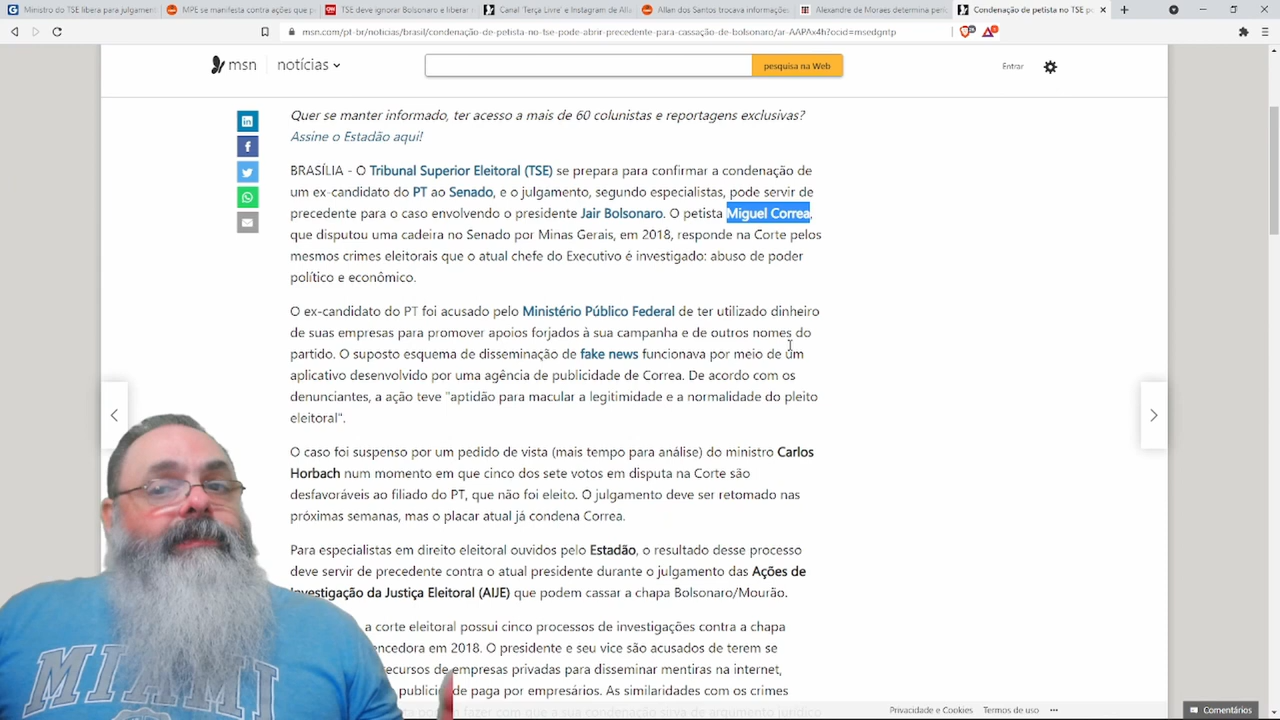 Ministro do TSE libera para julgament
MPE se manifesta contra ações que p
TSE deve ignorar Bolsonaro e liberar
Canal 'Terça Livre' e Instagram de Alla
Allan dos Santos trocava informações
Alexandre de Moraes determina peri
Condenação de petista no TSE po
msn.com/pt-br/noticias/brasil/condenação-de-petista-no-tse-pode-abrir-precedente-para-cassação-de-bolsonaro/ar-AAPAx4h?ocid=msedgntp
msn
notícias
pesquisa na Web
Entrar
Quer se manter informado, ter acesso a mais de 60 colunistas e reportagens exclusivas?
Assine o Estadão aqui!
BRASÍLIA - O Tribunal Superior Eleitoral (TSE) se prepara para confirmar a condenação de
um ex-candidato do PT ao Senado, e o julgamento, segundo especialistas, pode servir de
precedente para o caso envolvendo o presidente Jair Bolsonaro. O petista Miguel Correa,
que disputou uma cadeira no Senado por Minas Gerais, em 2018, responde na Corte pelos
mesmos crimes eleitorais que o atual chefe do Executivo é investigado: abuso de poder
político e econômico.
O ex-candidato do PT foi acusado pelo Ministério Público Federal de ter utilizado dinheiro
de suas empresas para promover apoios forjados à sua campanha e de outros nomes do
partido. O suposto esquema de disseminação de fake news funcionava por meio de um
aplicativo desenvolvido por uma agência de publicidade de Correa. De acordo com os
denunciantes, a ação teve "aptidão para macular a legitimidade e a normalidade do pleito
eleitoral".
O caso foi suspenso por um pedido de vista (mais tempo para análise) do ministro Carlos
Horbach num momento em que cinco dos sete votos em disputa na Corte são
desfavoráveis ao filiado do PT, que não foi eleito. O julgamento deve ser retomado nas
próximas semanas, mas o placar atual já condena Correa.
Para especialistas em direito eleitoral ouvidos pelo Estadão, o resultado desse processo
deve servir de precedente contra o atual presidente durante o julgamento das Ações de
Investigação da Justiça Eleitoral (AIJE) que podem cassar a chapa Bolsonaro/Mourão.
a corte eleitoral possui cinco processos de investigações contra a chapa
encedora em 2018. O presidente e seu vice são acusados de terem se
ecursos de empresas privadas para disseminar mentiras na internet,
publicidade paga por empresários. As similaridades com os crimes
fazer com que a sua condenação sirva de argumento jurídico
MIAMI
Privacidade e Cookies
Termos de uso
Comentários